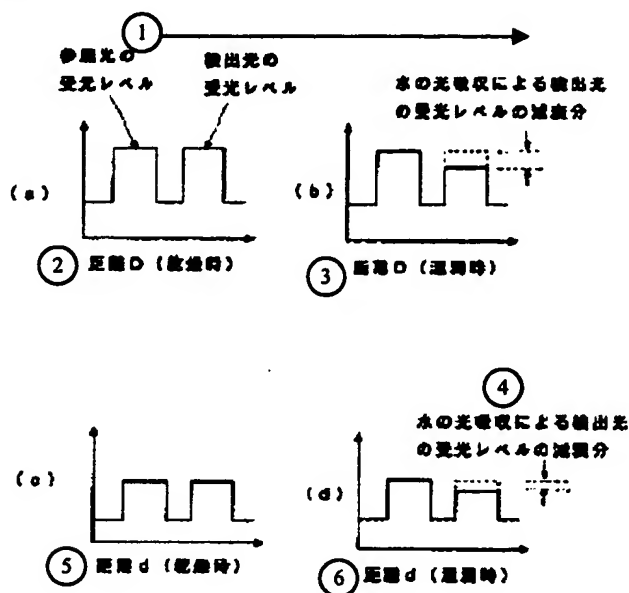 ①
参照光の
受光レベル
検出光の
受光レベル
水の光吸収による検出光
の受光レベルの減衰分
(a)
(b)
② 距離D(乾燥時)
③ 距離D(湿潤時)
④
水の光吸収による検出光
の受光レベルの減衰分
(c)
(d)
⑤ 距離d(乾燥時)
⑥ 距離d(湿潤時)